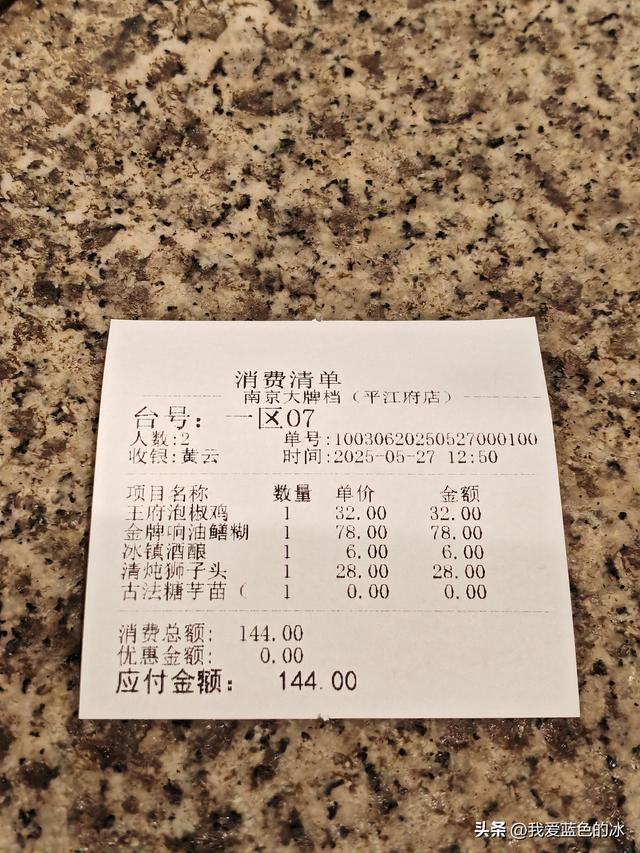 消费清单
南京大牌档（平江府店）
台号：一区07
人数:2 单号:10030620250527000100
收银:黄云 时间:2025-05-27 12:50
项目名称 数量 单价 金额
王府泡椒鸡 1 32.00 32.00
金牌响油鳝糊 1 78.00 78.00
冰镇酒酿 1 6.00 6.00
清炖狮子头 1 28.00 28.00
古法糖芋苗（ 1 0.00 0.00
消费总额: 144.00
优惠金额: 0.00
应付金额: 144.00
头条 @我爱蓝色的冰